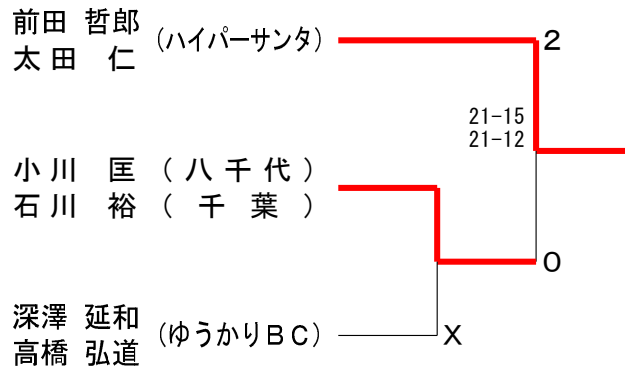 前田 哲郎 (ハイパーサンタ) 2
太田 仁
21-15
21-12
小川 匡 (八千代)
石川 裕 (千葉)
0
深澤 延和 (ゆうかりBC) X
高橋 弘道